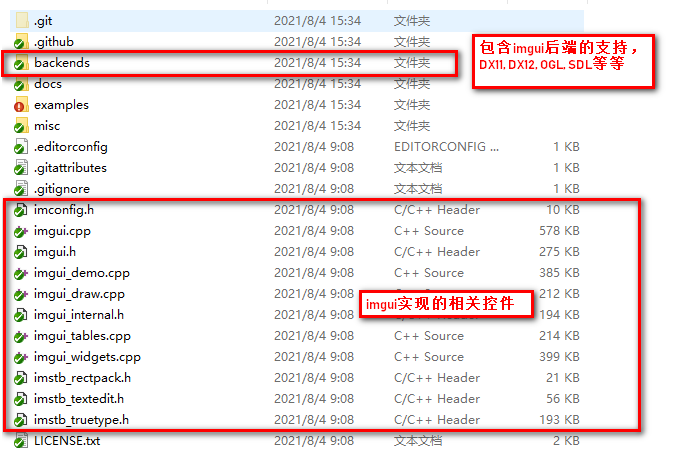 .git 2021/8/4 15:34 文件夹
.github 2021/8/4 15:34 文件夹
backends 2021/8/4 15:34 文件夹
docs 2021/8/4 15:34 文件夹
examples 2021/8/4 15:34 文件夹
misc 2021/8/4 15:34 文件夹
包含imgui后端的支持，
DX11, DX12, OGL, SDL等等
.editorconfig 2021/8/4 9:08 EDITORCONFIG ... 1 KB
.gitattributes 2021/8/4 9:08 文本文档 1 KB
.gitignore 2021/8/4 9:08 文本文档 1 KB
imconfig.h 2021/8/4 9:08 C/C++ Header 10 KB
imgui.cpp 2021/8/4 9:08 C++ Source 578 KB
imgui.h 2021/8/4 9:08 C/C++ Header 275 KB
imgui_demo.cpp 2021/8/4 9:08 C++ Source 385 KB
imgui_draw.cpp 2021/8/4 9:08 212 KB
imgui实现的相关控件
imgui_internal.h 2021/8/4 9:08 C/C++ Header 194 KB
imgui_tables.cpp 2021/8/4 9:08 C++ Source 214 KB
imgui_widgets.cpp 2021/8/4 9:08 C++ Source 399 KB
imstb_rectpack.h 2021/8/4 9:08 C/C++ Header 21 KB
imstb_textedit.h 2021/8/4 9:08 C/C++ Header 56 KB
imstb_truetype.h 2021/8/4 9:08 C/C++ Header 193 KB
LICENSE.txt 2021/8/4 9:08 文本文档 2 KB